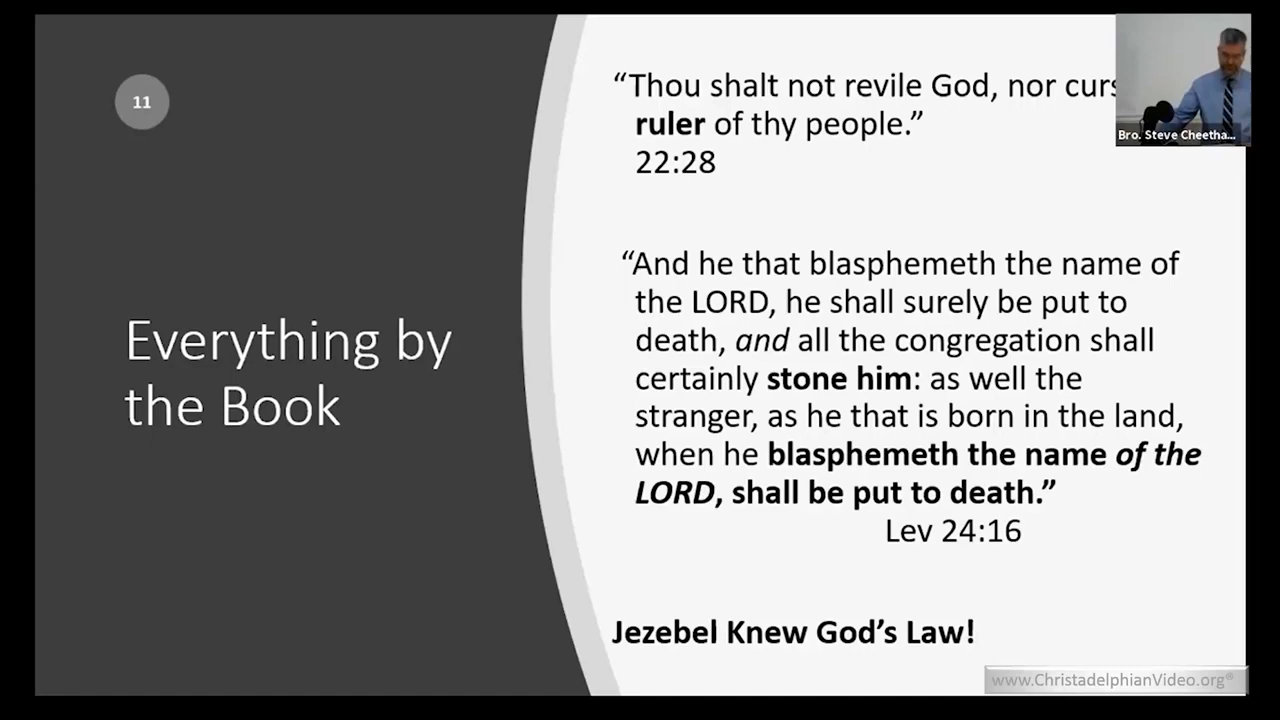 11
Everything by
the Book
“Thou shalt not revile God, nor curs
ruler of thy people.”
22:28
“And he that blasphemeth the name of
the LORD, he shall surely be put to
death, and all the congregation shall
certainly stone him: as well the
stranger, as he that is born in the land,
when he blasphemeth the name of the
LORD, shall be put to death.”
Lev 24:16
Jezebel Knew God’s Law!
Bro. Steve Cheetha...
www.ChristadelphianVideo.org®